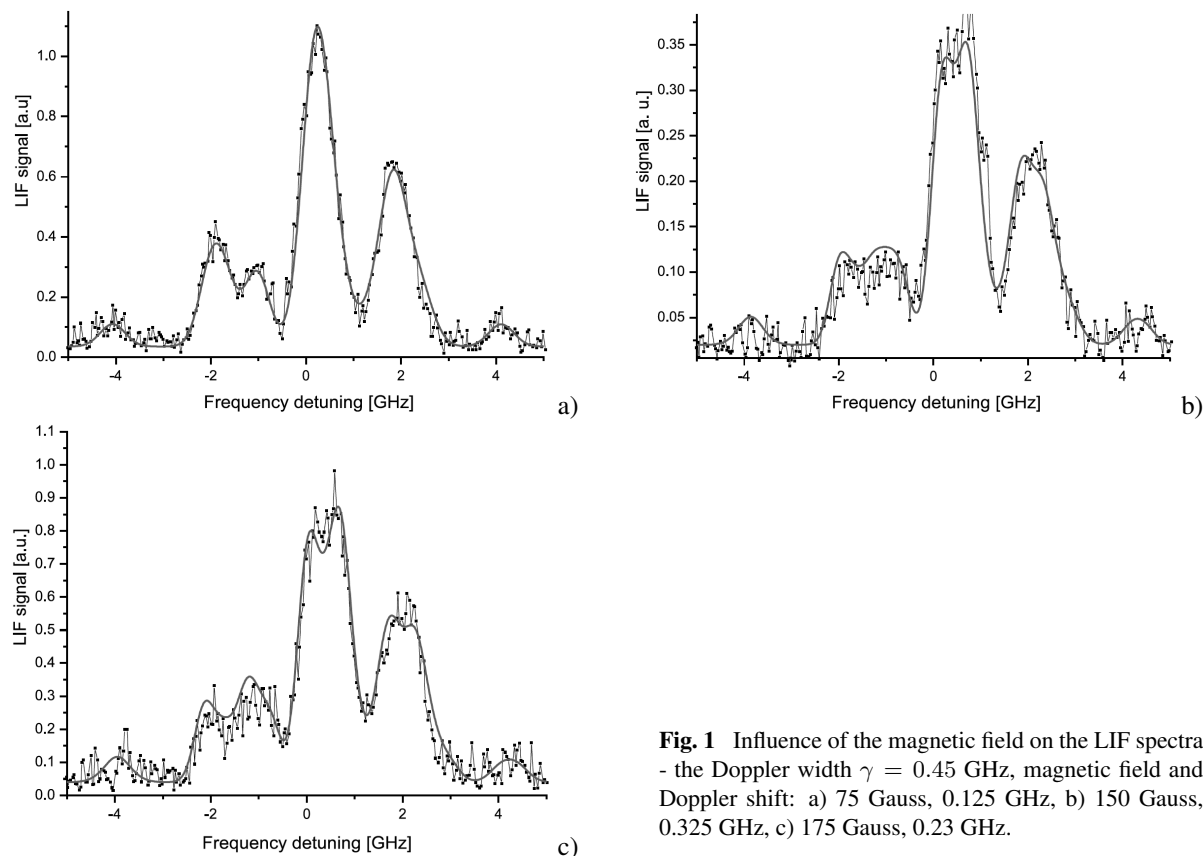 1.0
0.8
0.6
0.4
0.2
0.0
LIF signal [a.u]
-4 -2 0 2 4
Frequency detuning [GHz]
a)
0.35
0.30
0.25
0.20
0.15
0.10
0.05
LIF signal [a. u.]
-4 -2 0 2 4
Frequency detuning [GHz]
b)
1.1
1.0
0.9
0.8
0.7
0.6
0.5
0.4
0.3
0.2
0.1
0.0
LIF signal [a.u.]
-4 -2 0 2 4
Frequency detuning [GHz]
c)
Fig. 1 Influence of the magnetic field on the LIF spectra
- the Doppler width γ = 0.45 GHz, magnetic field and
Doppler shift: a) 75 Gauss, 0.125 GHz, b) 150 Gauss,
0.325 GHz, c) 175 Gauss, 0.23 GHz.